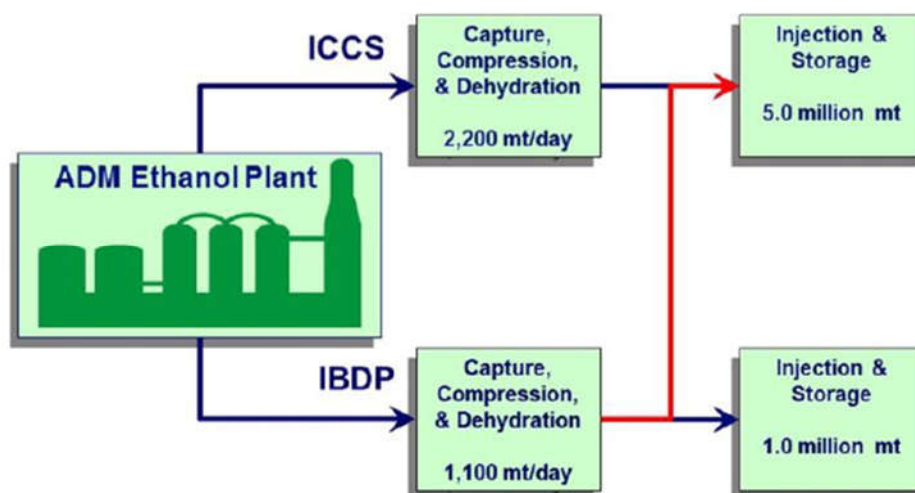 ICCS
Capture,
Compression,
& Dehydration
2,200 mt/day
Injection &
Storage
5.0 million mt
ADM Ethanol Plant
IBDP
Capture,
Compression,
& Dehydration
1,100 mt/day
Injection &
Storage
1.0 million mt